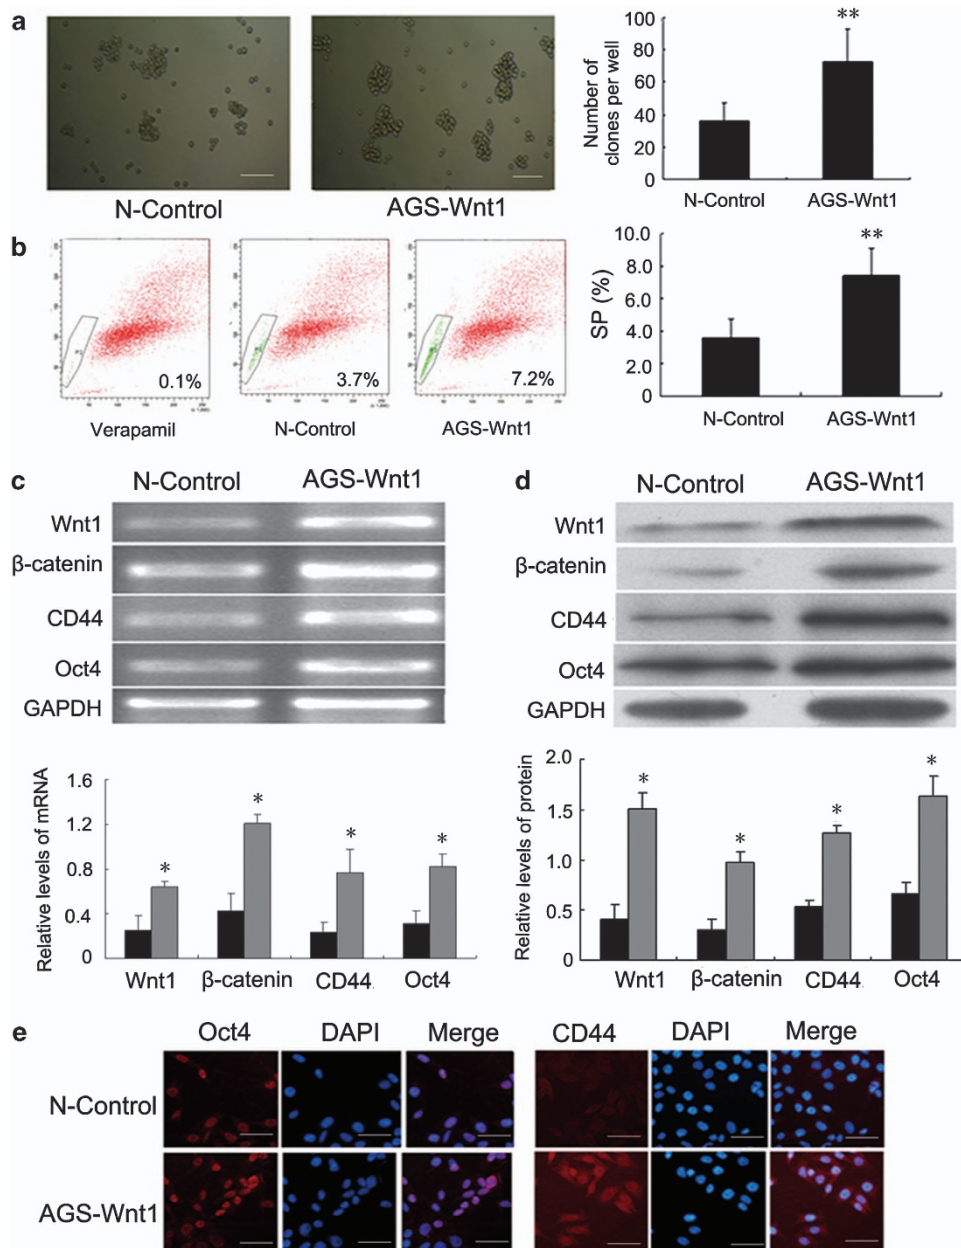 a
N-Control
AGS-Wnt1
Number of
clones per well
100
80
60
40
20
0
**
N-Control
AGS-Wnt1
b
0.1%
3.7%
7.2%
Verapamil
N-Control
AGS-Wnt1
SP (%)
10.0
8.0
6.0
4.0
2.0
0
**
N-Control
AGS-Wnt1
c
N-Control
AGS-Wnt1
Wnt1
β-catenin
CD44
Oct4
GAPDH
Relative levels of mRNA
1.6
1.2
0.8
0.4
0
*
*
*
*
Wnt1
β-catenin
CD44
Oct4
d
N-Control
AGS-Wnt1
Wnt1
β-catenin
CD44
Oct4
GAPDH
Relative levels of protein
2.0
1.5
1.0
0.5
0
*
*
*
*
Wnt1
β-catenin
CD44
Oct4
e
Oct4
DAPI
Merge
CD44
DAPI
Merge
N-Control
AGS-Wnt1